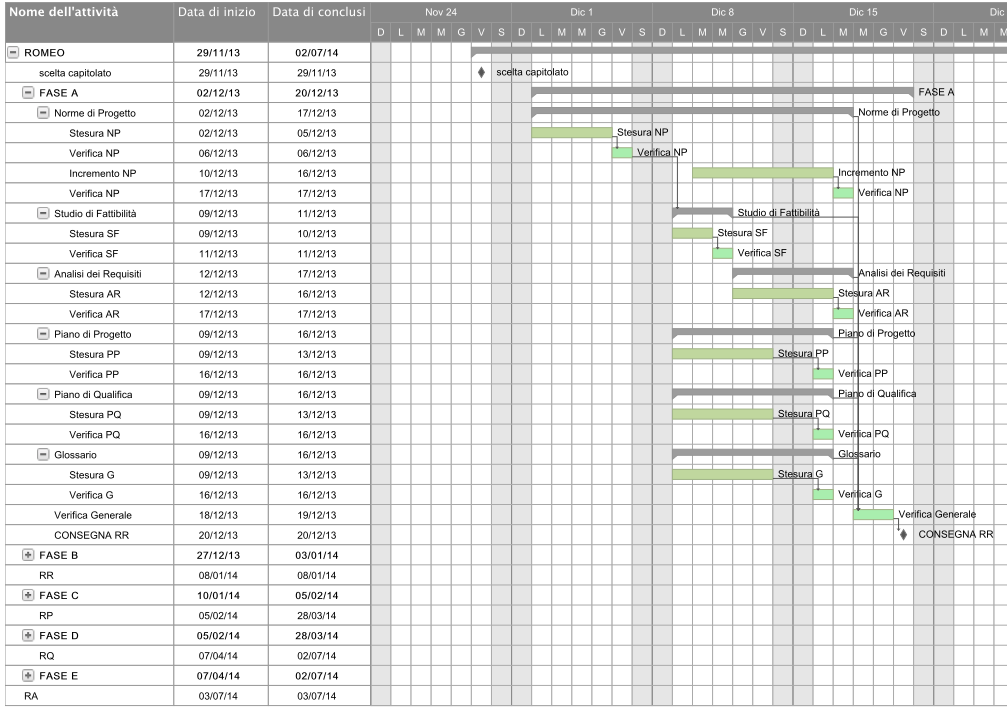 Nome dell'attività Data di inizio Data di conclusi Nov 24 Dic 1 Dic 8 Dic 15 Dic
D L M M G V S D L M M G V S D L M M G V S D L M M G V S D L M M
ROMEO 29/11/13 02/07/14
scelta capitolato 29/11/13 29/11/13 scelta capitolato
FASE A 02/12/13 20/12/13 FASE A
Norme di Progetto 02/12/13 17/12/13 Norme di Progetto
Stesura NP 02/12/13 05/12/13 Stesura NP
Verifica NP 06/12/13 06/12/13 Verifica NP
Incremento NP 10/12/13 16/12/13 Incremento NP
Verifica NP 17/12/13 17/12/13 Verifica NP
Studio di Fattibilità 09/12/13 11/12/13 Studio di Fattibilità
Stesura SF 09/12/13 10/12/13 Stesura SF
Verifica SF 11/12/13 11/12/13 Verifica SF
Analisi dei Requisiti 12/12/13 17/12/13 Analisi dei Requisiti
Stesura AR 12/12/13 16/12/13 Stesura AR
Verifica AR 17/12/13 17/12/13 Verifica AR
Piano di Progetto 09/12/13 16/12/13 Piano di Progetto
Stesura PP 09/12/13 13/12/13 Stesura PP
Verifica PP 16/12/13 16/12/13 Verifica PP
Piano di Qualifica 09/12/13 16/12/13 Piano di Qualifica
Stesura PQ 09/12/13 13/12/13 Stesura PQ
Verifica PQ 16/12/13 16/12/13 Verifica PQ
Glossario 09/12/13 16/12/13 Glossario
Stesura G 09/12/13 13/12/13 Stesura G
Verifica G 16/12/13 16/12/13 Verifica G
Verifica Generale 18/12/13 19/12/13 Verifica Generale
CONSEGNA RR 20/12/13 20/12/13 CONSEGNA RR
FASE B 27/12/13 03/01/14
RR 08/01/14 08/01/14
FASE C 10/01/14 05/02/14
RP 05/02/14 28/03/14
FASE D 05/02/14 28/03/14
RQ 07/04/14 02/07/14
FASE E 07/04/14 02/07/14
RA 03/07/14 03/07/14